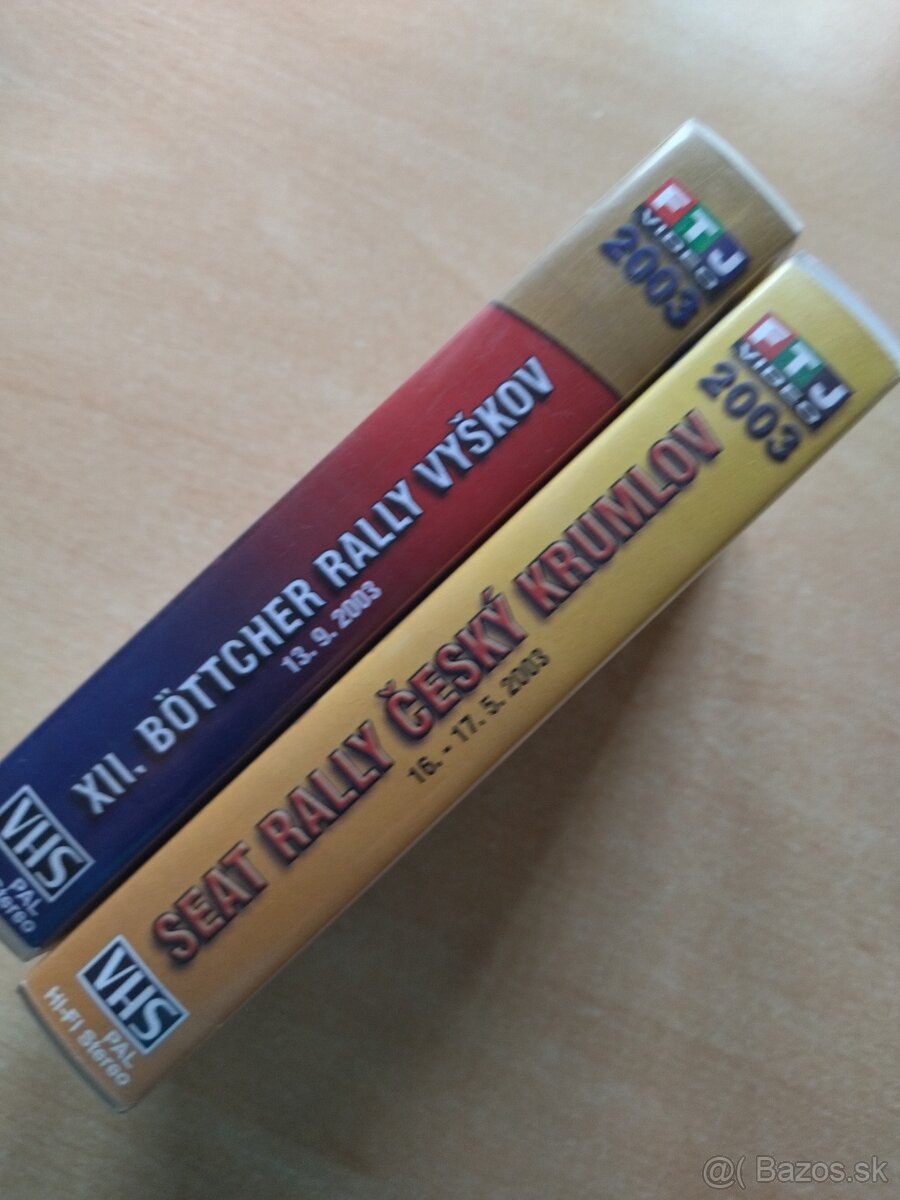 FTJ
VIDEO
2003
XII. BÖTTCHER RALLY VYŠKOV
13. 9. 2003
VHS
PAL
Stereo
FTJ
VIDEO
2003
SEAT RALLY ČESKÝ KRUMLOV
16. - 17. 5. 2003
VHS
PAL
HI-FI Stereo
@( Bazos.sk